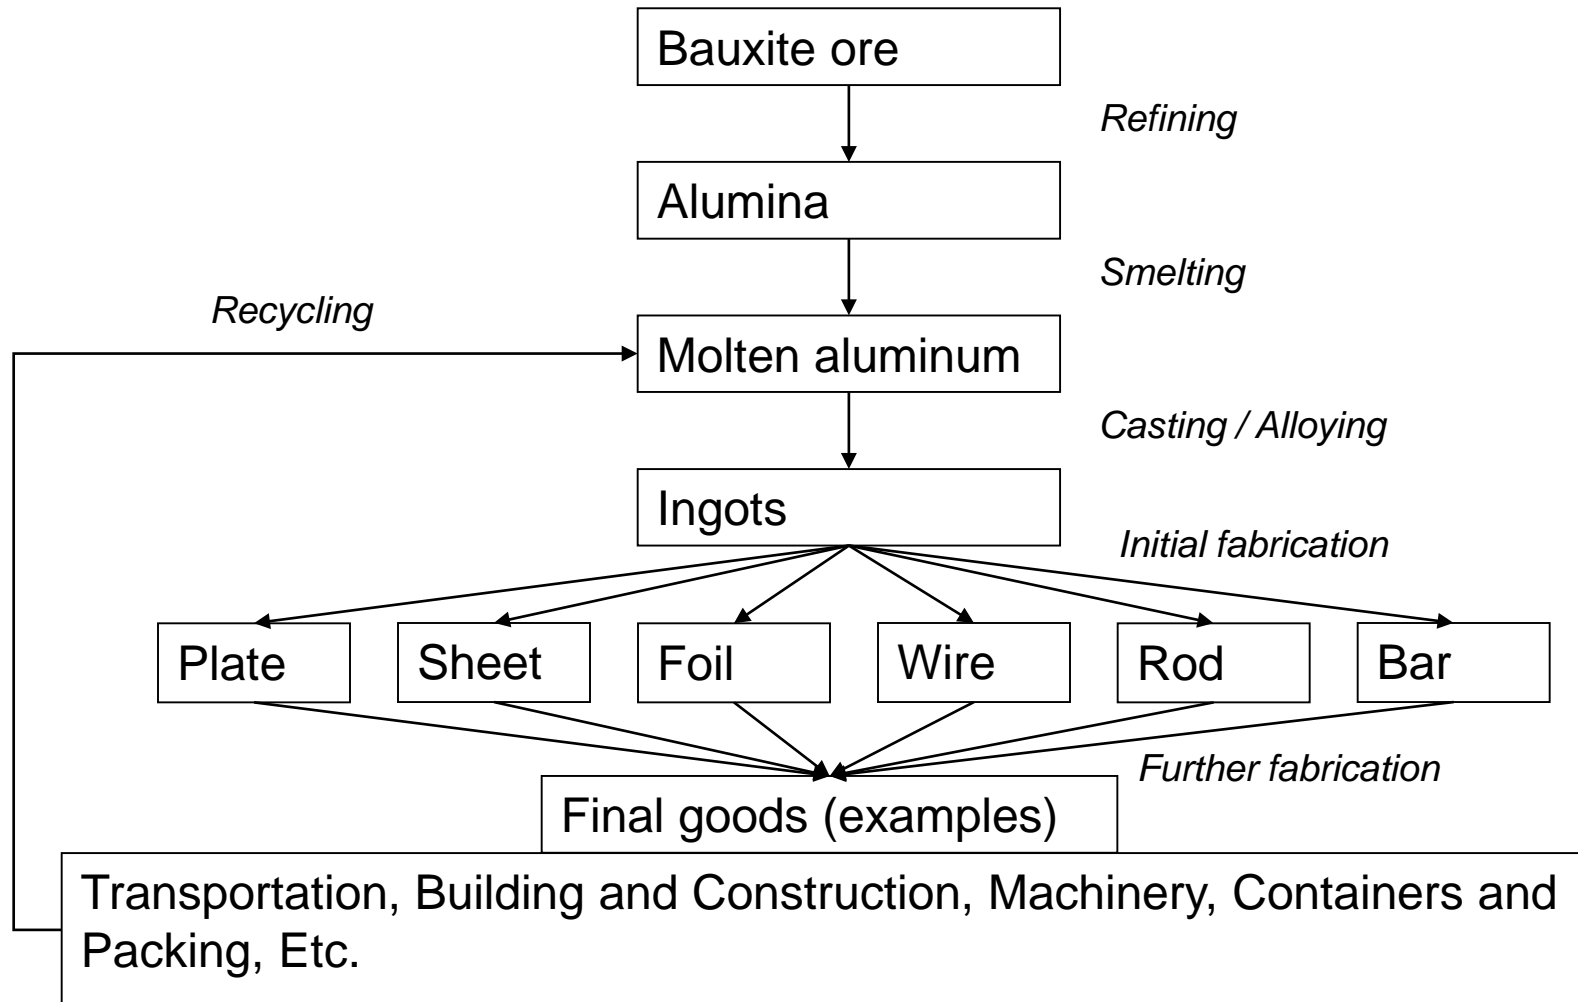 Bauxite ore
Refining
Alumina
Smelting
Recycling
Molten aluminum
Casting / Alloying
Ingots
Initial fabrication
Plate
Sheet
Foil
Wire
Rod
Bar
Further fabrication
Final goods (examples)
Transportation, Building and Construction, Machinery, Containers and
Packing, Etc.